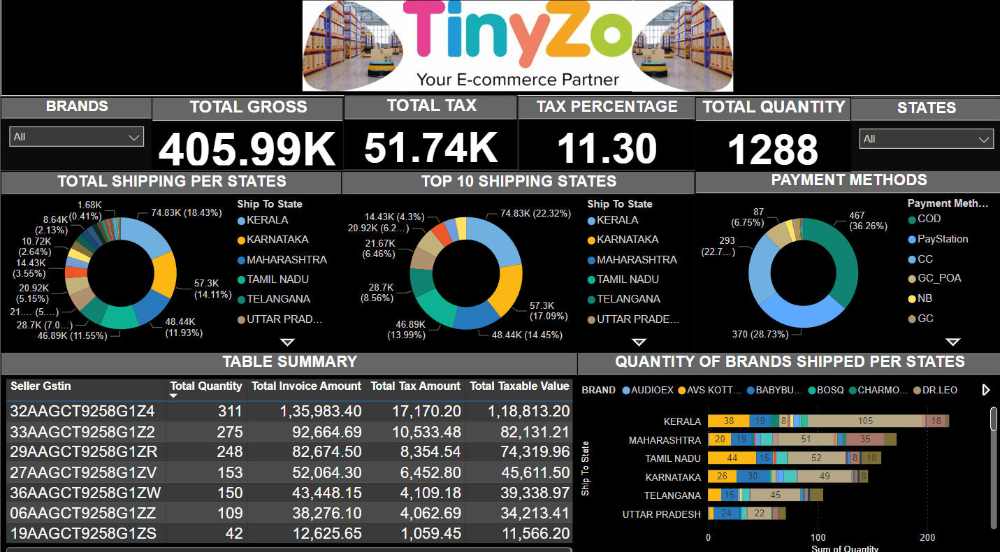 TinyZo
Your E-commerce Partner
BRANDS
All
TOTAL GROSS
405.99K
TOTAL TAX
51.74K
TAX PERCENTAGE
11.30
TOTAL QUANTITY
1288
STATES
All
TOTAL SHIPPING PER STATES
74.83K (18.43%)
57.3K
(14.11%)
48.44K
(11.93%)
46.89K (11.55%)
28.7K (7.0...)
21.... (5....)
20.92K
(5.15%)
14.43K
(3.55%)
10.72K
(2.64%)
8.64K
(2.13%)
1.68K
(0.41%)
Ship To State
KERALA
KARNATAKA
MAHARASHTRA
TAMIL NADU
TELANGANA
UTTAR PRAD...
TOP 10 SHIPPING STATES
74.83K (22.32%)
57.3K
(17.09%)
48.44K (14.45%)
46.89K
(13.99%)
28.7K
(8.56%)
21.67K
(6.46%)
20.92K (6.2...)
14.43K (4.3%)
Ship To State
KERALA
KARNATAKA
MAHARASHTRA
TAMIL NADU
TELANGANA
UTTAR PRADE...
PAYMENT METHODS
467
(36.26%)
370 (28.73%)
293
(22.7...)
87
(6.75%)
Payment Meth...
COD
PayStation
CC
GC_POA
NB
GC
TABLE SUMMARY
Seller Gstin Total Quantity Total Invoice Amount Total Tax Amount Total Taxable Value
32AAGCT9258G1Z4 311 1,35,983.40 17,170.20 1,18,813.20
33AAGCT9258G1Z2 275 92,664.69 10,533.48 82,131.21
29AAGCT9258G1ZR 248 82,674.50 8,354.54 74,319.96
27AAGCT9258G1ZV 153 52,064.30 6,452.80 45,611.50
36AAGCT9258G1ZW 150 43,448.15 4,109.18 39,338.97
06AAGCT9258G1ZZ 109 38,276.10 4,062.69 34,213.41
19AAGCT9258G1ZS 42 12,625.65 1,059.45 11,566.20
QUANTITY OF BRANDS SHIPPED PER STATES
BRAND AUDIOEX AVS KOTT... BABYBU... BOSQ CHARMO... DR.LEO
Ship To State
KERALA 38 19 8 105 18
MAHARASHTRA 20 19 51 35
TAMIL NADU 44 15 52 8 18
KARNATAKA 26 30 49 8
TELANGANA 15 45
UTTAR PRADESH 24 22
0 100 200
Sum of Quantity